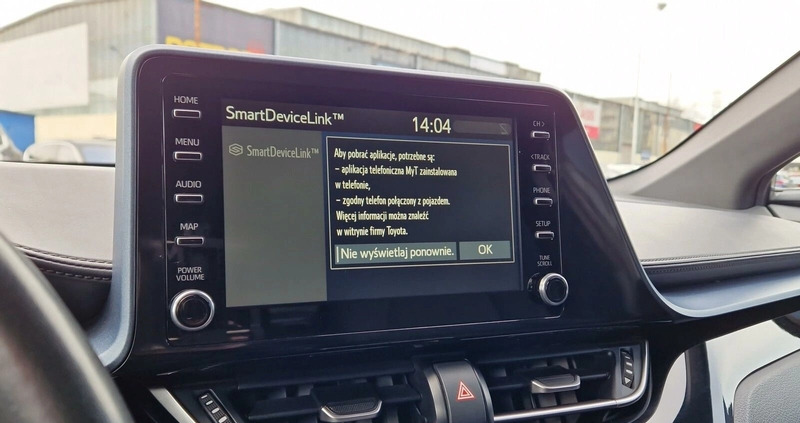 HOME
MENU
AUDIO
MAP
POWER
VOLUME
SmartDeviceLink™
14:04
SmartDeviceLink™
Aby pobrać aplikacje, potrzebne są:
– aplikacja telefoniczna MyT zainstalowana
w telefonie,
– zgodny telefon połączony z pojazdem.
Więcej informacji można znaleźć
w witrynie firmy Toyota.
Nie wyświetlaj ponownie.
OK
CH >
< TRACK
PHONE
SETUP
TUNE
SCROLL